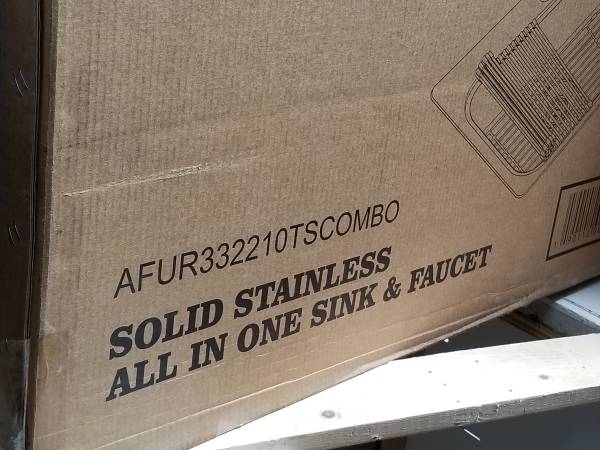 AFUR332210TSCOMBO
SOLID STAINLESS
ALL IN ONE SINK & FAUCET